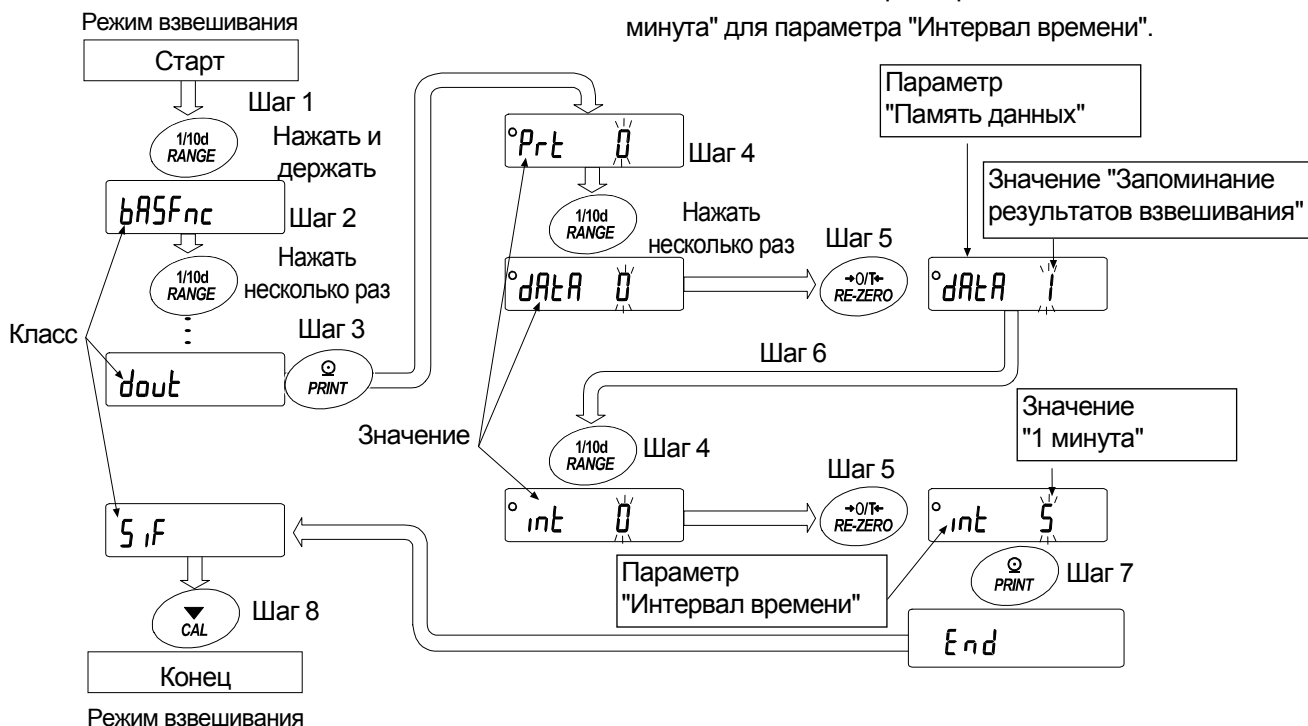 минута" для параметра "Интервал времени".
Режим взвешивания
Старт
Шаг 1
1/10d
RANGE
Нажать и
держать
bASFnc
Шаг 2
1/10d
RANGE
Нажать
несколько раз
Класс
dout
Шаг 3
PRINT
Prt 0
Шаг 4
1/10d
RANGE
Нажать
несколько раз
dAtA 0
Шаг 5
→0/T←
RE-ZERO
Параметр
"Память данных"
Значение "Запоминание
результатов взвешивания"
dAtA 1
Шаг 6
Значение
1/10d
RANGE
Шаг 4
int 0
Шаг 5
→0/T←
RE-ZERO
Значение
"1 минута"
int 5
Параметр
"Интервал времени"
PRINT
Шаг 7
End
SiF
CAL
Шаг 8
Конец
Режим взвешивания